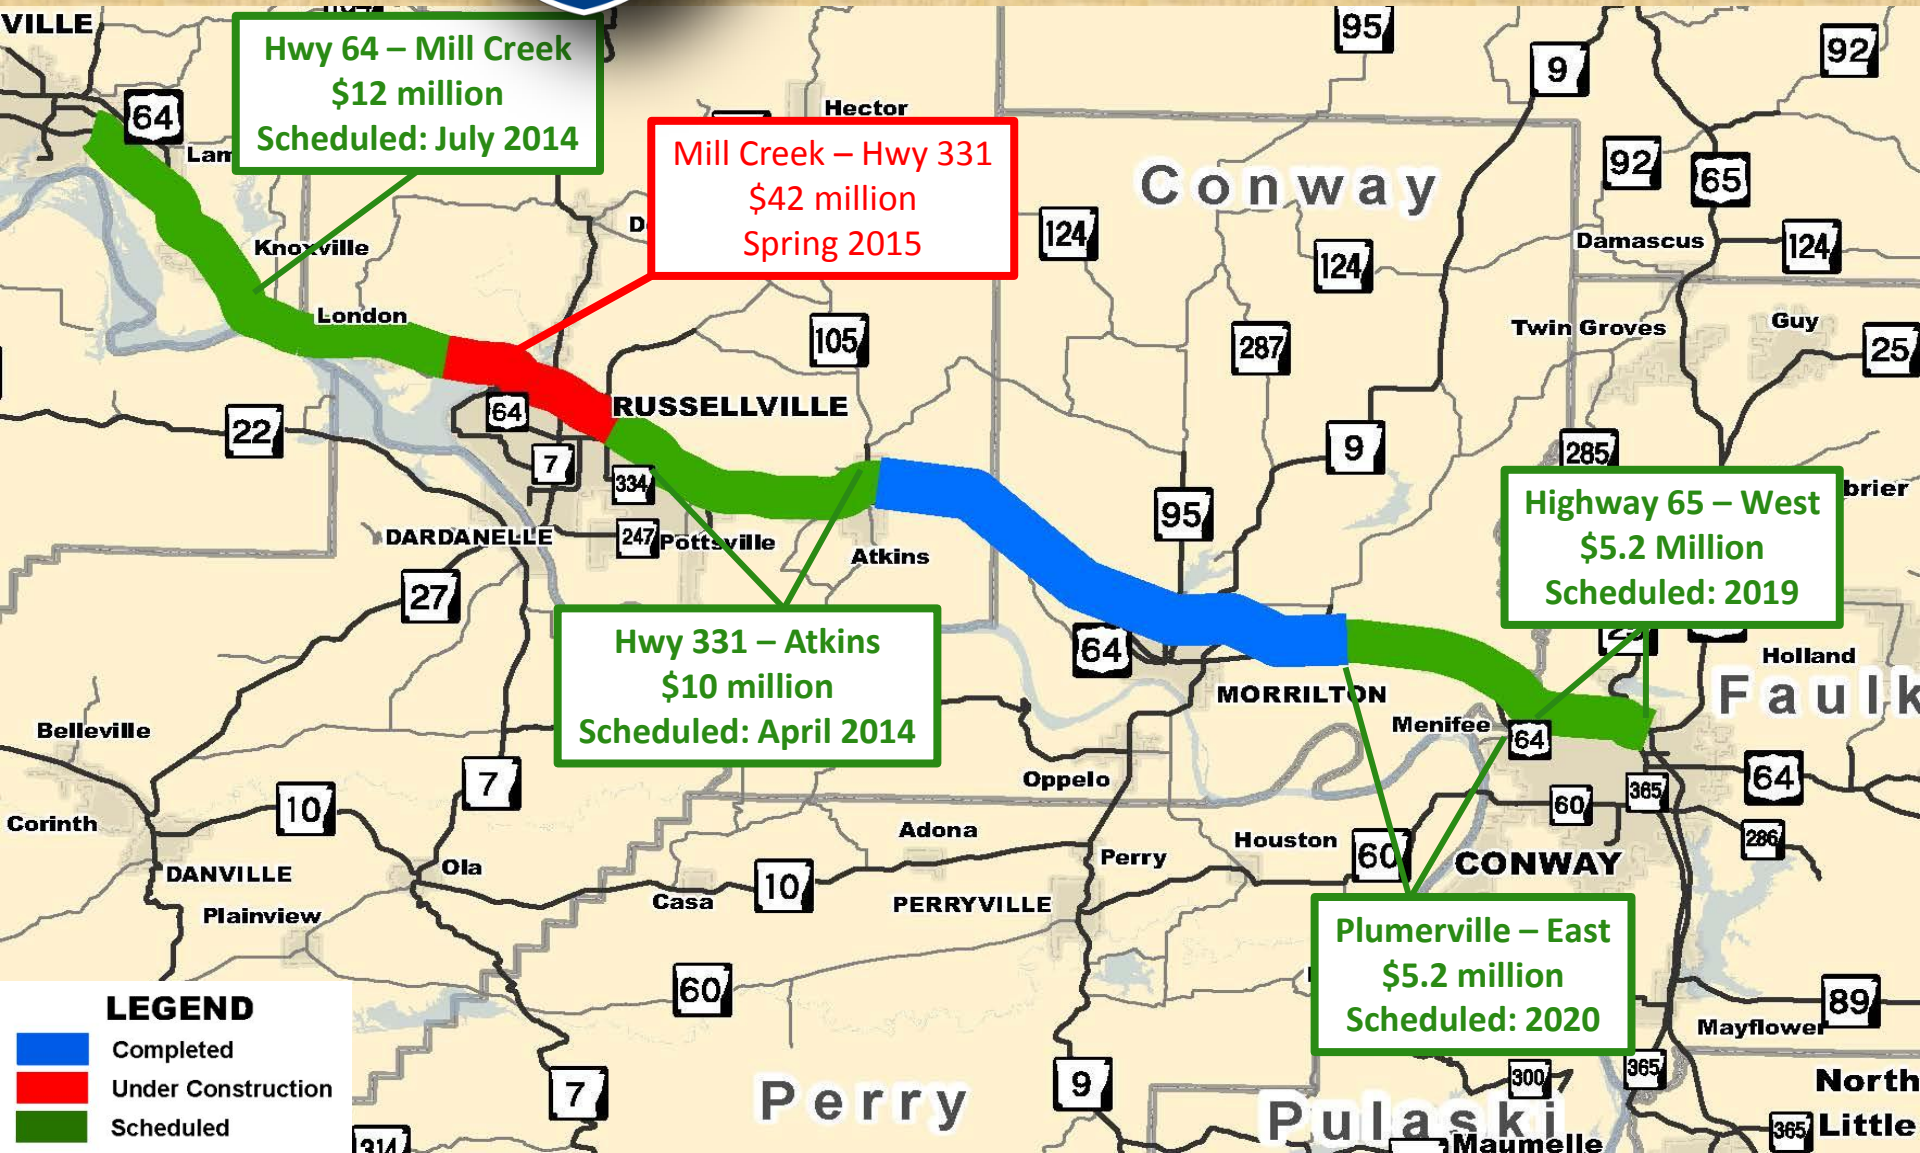 VILLE
Hwy 64 – Mill Creek
$12 million
Scheduled: July 2014
95
9
92
64
Hector
Mill Creek – Hwy 331
$42 million
Spring 2015
Conway
92
65
124
124
Damascus
124
Knoxville
London
105
287
Twin Groves
Guy
25
22
64
RUSSELLVILLE
7
334
9
285
DARDANELLE
247
Pottsville
Atkins
95
Highway 65 – West
$5.2 Million
Scheduled: 2019
27
Hwy 331 – Atkins
$10 million
Scheduled: April 2014
64
MORRILTON
Holland
Menifee
64
Belleville
7
Oppelo
64
10
Corinth
Adona
Houston
60
60
365
286
Perry
CONWAY
DANVILLE
Ola
10
Casa
PERRYVILLE
Plainview
Plumerville – East
$5.2 million
Scheduled: 2020
60
89
Mayflower
LEGEND
Completed
Under Construction
Scheduled
7
Perry
9
300
365
North
Little
Pulaski
365
Maumelle
314